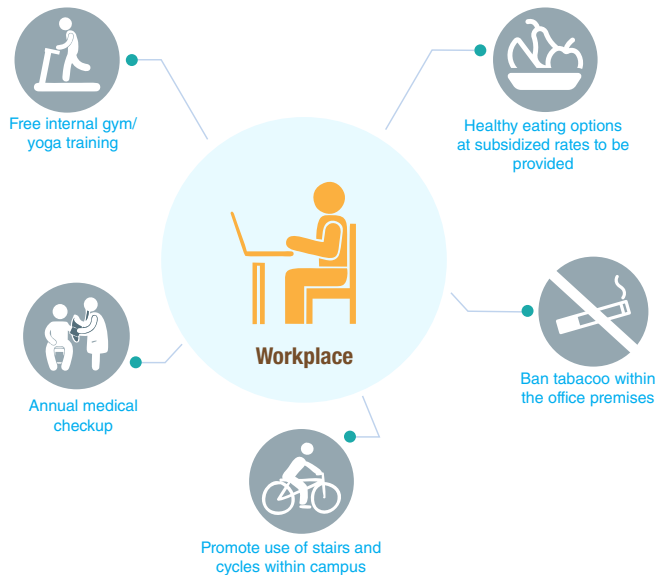 Free internal gym/
yoga training
Healthy eating options
at subsidized rates to be
provided
Workplace
Annual medical
checkup
Ban tabacoo within
the office premises
Promote use of stairs and
cycles within campus